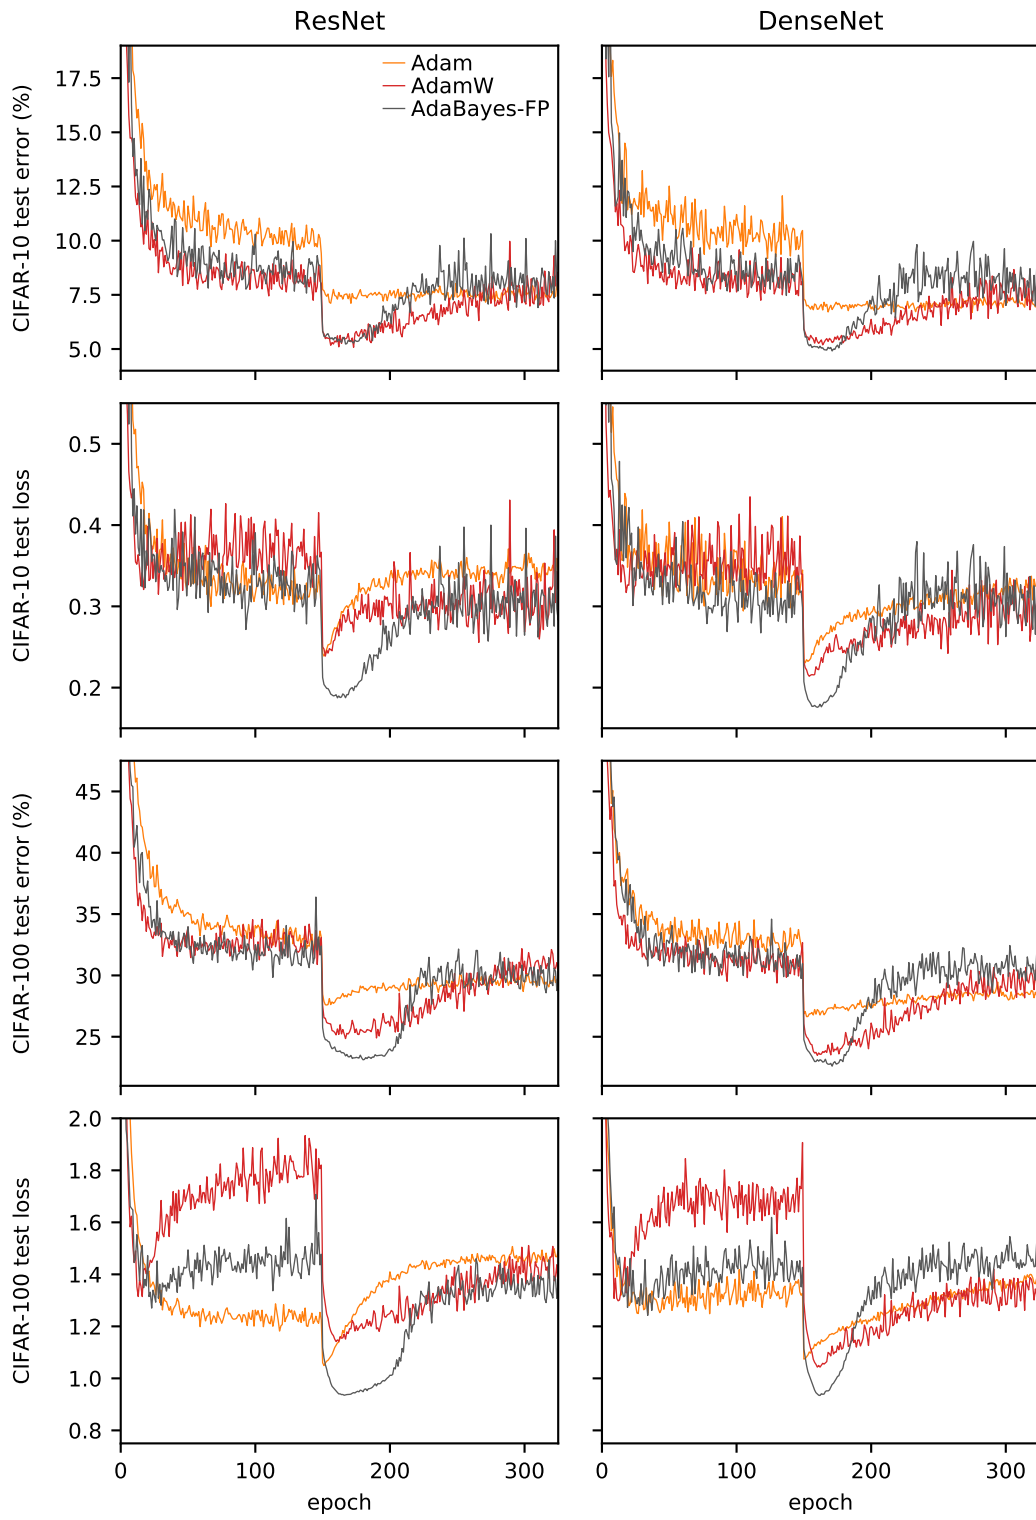 ResNet
DenseNet
Adam
AdamW
AdaBayes-FP
CIFAR-10 test error (%)
17.5
15.0
12.5
10.0
7.5
5.0
CIFAR-10 test loss
0.5
0.4
0.3
0.2
CIFAR-100 test error (%)
45
40
35
30
25
CIFAR-100 test loss
2.0
1.8
1.6
1.4
1.2
1.0
0.8
0 100 200 300
0 100 200 300
epoch
epoch